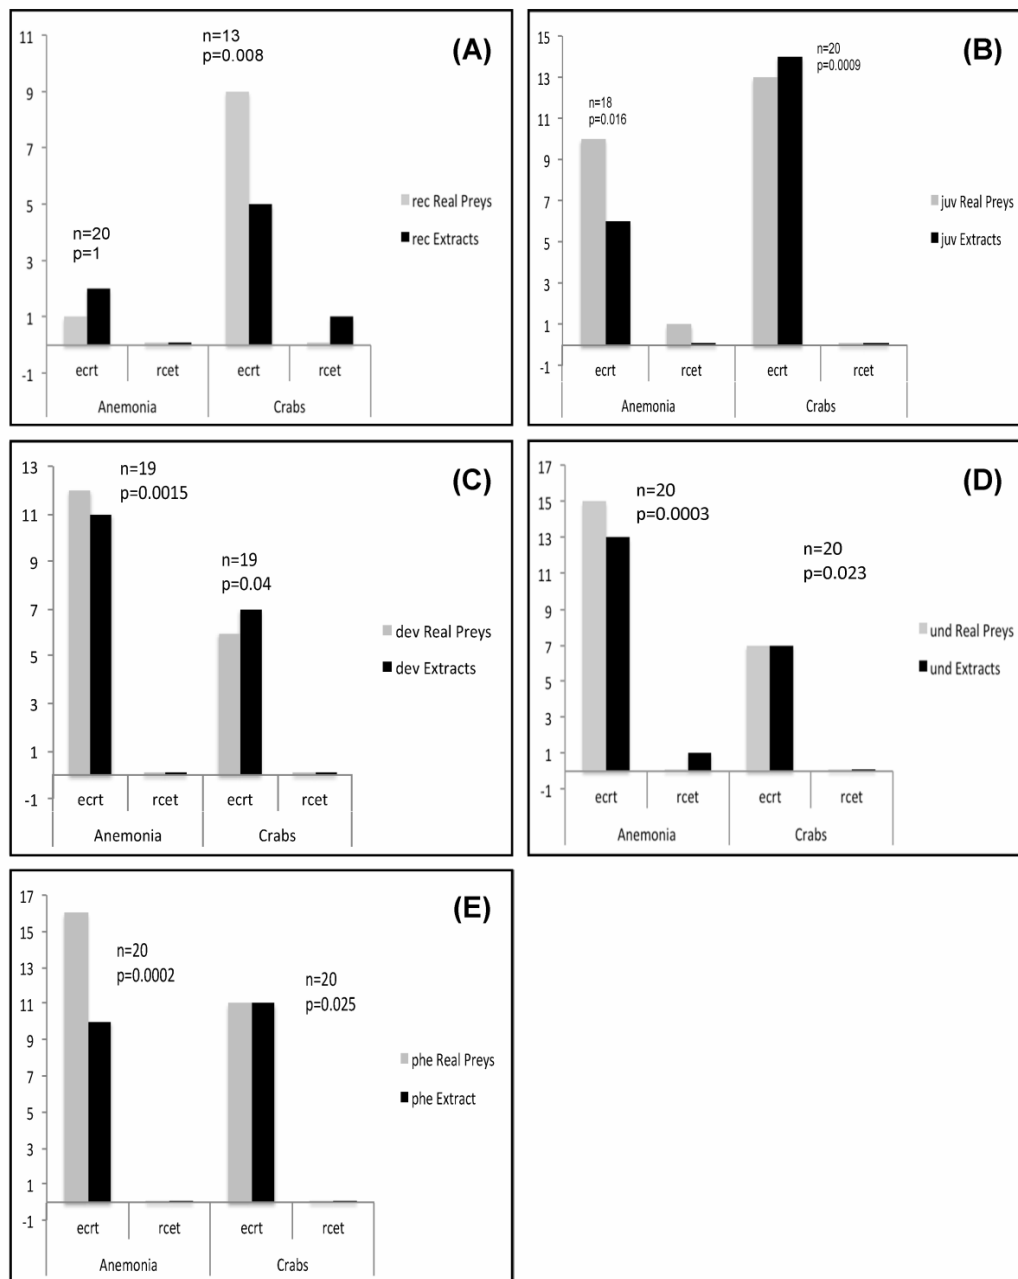 (A)
n=13
p=0.008
n=20
p=1
11
9
7
5
3
1
-1
ecrt rcet ecrt rcet
Anemonia Crabs
rec Real Preys
rec Extracts
(B)
n=20
p=0.0009
n=18
p=0.016
15
13
11
9
7
5
3
1
-1
ecrt rcet ecrt rcet
Anemonia Crabs
juv Real Preys
juv Extracts
(C)
n=19
p=0.0015
n=19
p=0.04
13
11
9
7
5
3
1
-1
ecrt rcet ecrt rcet
Anemonia Crabs
dev Real Preys
dev Extracts
(D)
n=20
p=0.0003
n=20
p=0.023
17
15
13
11
9
7
5
3
1
-1
ecrt rcet ecrt rcet
Anemonia Crabs
und Real Preys
und Extracts
(E)
n=20
p=0.0002
n=20
p=0.025
17
15
13
11
9
7
5
3
1
-1
ecrt rcet ecrt rcet
Anemonia Crabs
phe Real Preys
phe Extract